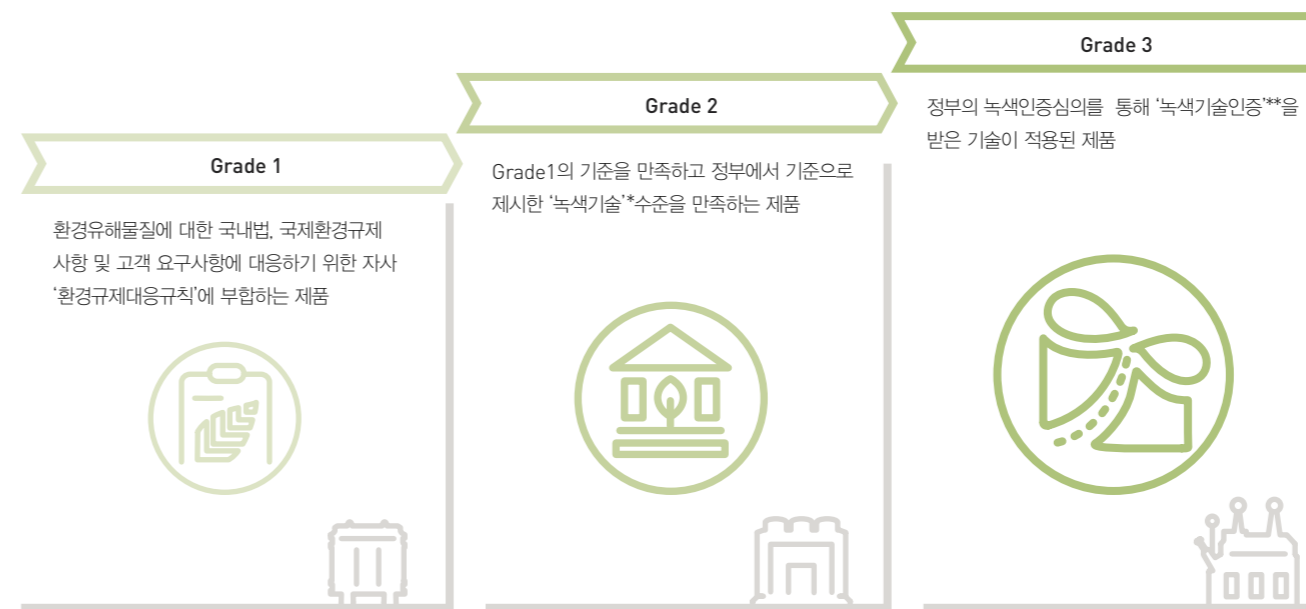 Grade 1
환경유해물질에 대한 국내법, 국제환경규제
사항 및 고객 요구사항에 대응하기 위한 자사
‘환경규제대응규칙’에 부합하는 제품
Grade 2
Grade1의 기준을 만족하고 정부에서 기준으로
제시한 ‘녹색기술’*수준을 만족하는 제품
Grade 3
정부의 녹색인증심의를 통해 ‘녹색기술인증’**을
받은 기술이 적용된 제품